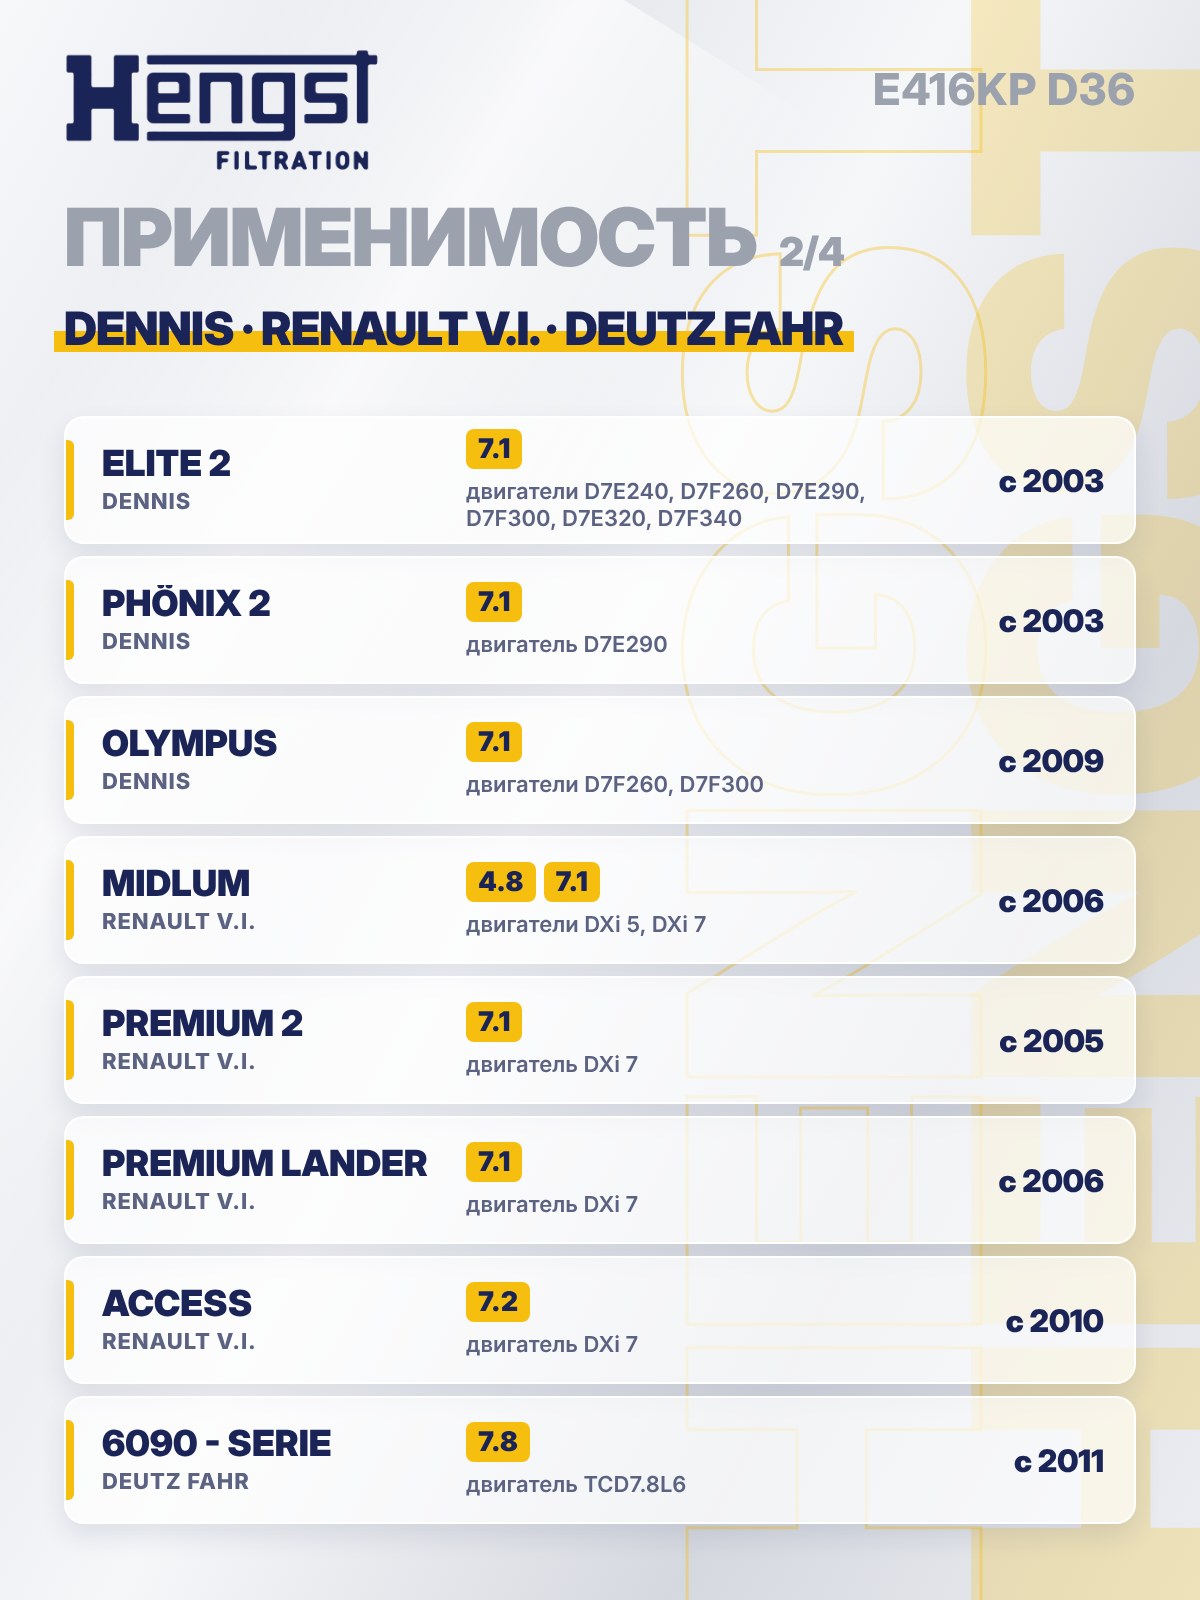 Hengst
FILTRATION
E416KP D36
ПРИМЕНИМОСТЬ 2/4
DENNIS · RENAULT V.I. · DEUTZ FAHR
ELITE 2
DENNIS
7.1
двигатели D7E240, D7F260, D7E290,
D7F300, D7E320, D7F340
с 2003
PHÖNIX 2
DENNIS
7.1
двигатель D7E290
с 2003
OLYMPUS
DENNIS
7.1
двигатели D7F260, D7F300
с 2009
MIDLUM
RENAULT V.I.
4.8 7.1
двигатели DXi 5, DXi 7
с 2006
PREMIUM 2
RENAULT V.I.
7.1
двигатель DXi 7
с 2005
PREMIUM LANDER
RENAULT V.I.
7.1
двигатель DXi 7
с 2006
ACCESS
RENAULT V.I.
7.2
двигатель DXi 7
с 2010
6090 - SERIE
DEUTZ FAHR
7.8
двигатель TCD7.8L6
с 2011
HENGST
HENGST